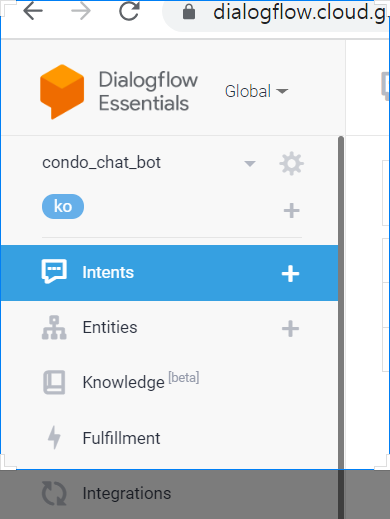 dialogflow.cloud.g
Dialogflow
Essentials
Global
condo_chat_bot
ko
Intents
Entities
Knowledge [beta]
Fulfillment
Integrations